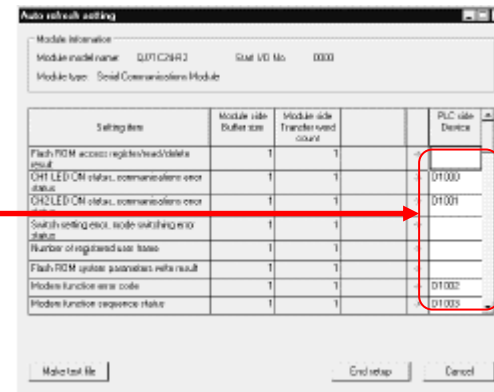 Auto refresh setting
Module information
Module model name: QJ71C24-R2 Start I/O No. 0000
Module type: Serial Communications Module
Setting item
Module side
Buffer size
Module side
Transfer word
count
PLC side
Device
Flash ROM access register/read/delete
result 1 1
CH1 LED ON status, communications error
status 1 1 D1000
CH2 LED ON status, communications error
status 1 1 D1001
Switch setting error, mode switching error
status 1 1
Number of registered user frame 1 1
Flash ROM system parameters write result 1 1
Modem function error code 1 1 D1002
Modem function sequence status 1 1 D1003
Make text file End setup Cancel